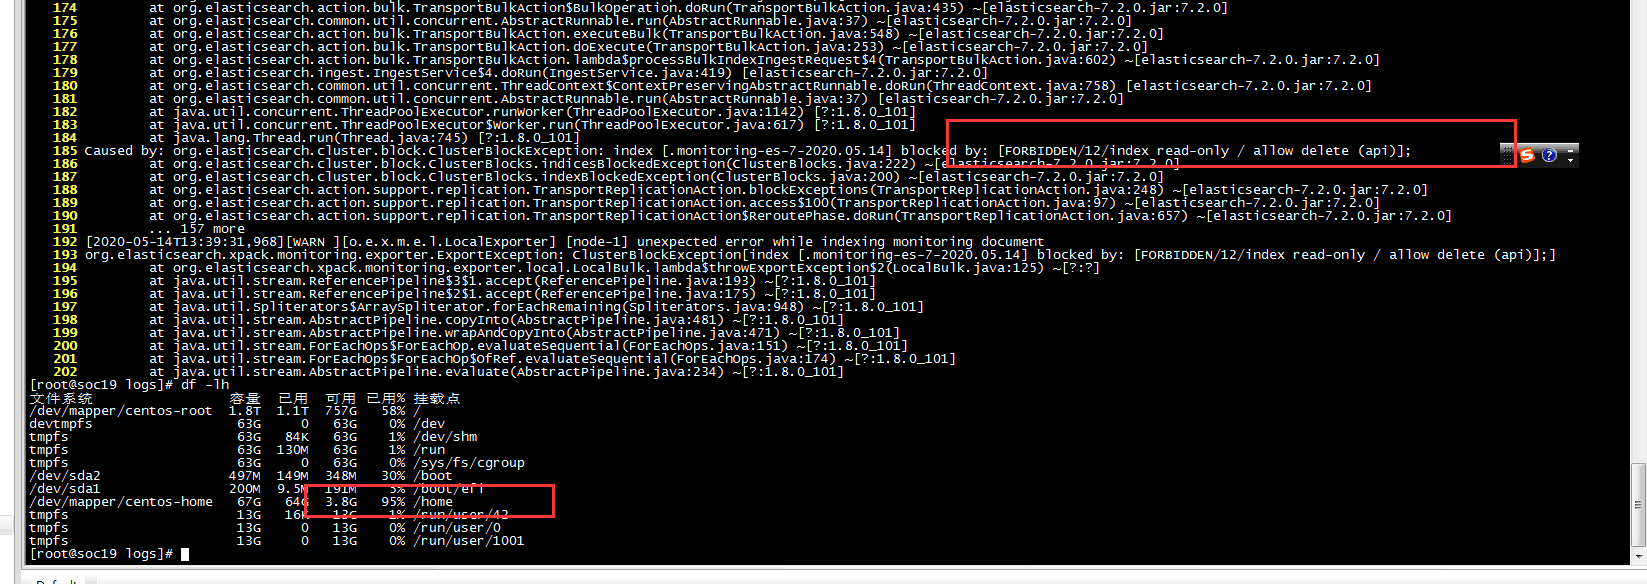 174 at org.elasticsearch.action.bulk.TransportBulkAction$BulkOperation.doRun(TransportBulkAction.java:435) ~[elasticsearch-7.2.0.jar:7.2.0]
175 at org.elasticsearch.common.util.concurrent.AbstractRunnable.run(AbstractRunnable.java:37) ~[elasticsearch-7.2.0.jar:7.2.0]
176 at org.elasticsearch.action.bulk.TransportBulkAction.executeBulk(TransportBulkAction.java:548) ~[elasticsearch-7.2.0.jar:7.2.0]
177 at org.elasticsearch.action.bulk.TransportBulkAction.doExecute(TransportBulkAction.java:253) ~[elasticsearch-7.2.0.jar:7.2.0]
178 at org.elasticsearch.action.bulk.TransportBulkAction.lambda$processBulkIndexIngestRequest$4(TransportBulkAction.java:602) ~[elasticsearch-7.2.0.jar:7.2.0]
179 at org.elasticsearch.ingest.IngestService$4.doRun(IngestService.java:419) [elasticsearch-7.2.0.jar:7.2.0]
180 at org.elasticsearch.common.util.concurrent.ThreadContext$ContextPreservingAbstractRunnable.doRun(ThreadContext.java:758) [elasticsearch-7.2.0.jar:7.2.0]
181 at org.elasticsearch.common.util.concurrent.AbstractRunnable.run(AbstractRunnable.java:37) [elasticsearch-7.2.0.jar:7.2.0]
182 at java.util.concurrent.ThreadPoolExecutor.runWorker(ThreadPoolExecutor.java:1142) [?:1.8.0_101]
183 at java.util.concurrent.ThreadPoolExecutor$Worker.run(ThreadPoolExecutor.java:617) [?:1.8.0_101]
184 at java.lang.Thread.run(Thread.java:745) [?:1.8.0_101]
185 Caused by: org.elasticsearch.cluster.block.ClusterBlockException: index [.monitoring-es-7-2020.05.14] blocked by: [FORBIDDEN/12/index read-only / allow delete (api)];
186 at org.elasticsearch.cluster.block.ClusterBlocks.indicesBlockedException(ClusterBlocks.java:222) ~[elasticsearch-7.2.0.jar:7.2.0]
187 at org.elasticsearch.cluster.block.ClusterBlocks.indexBlockedException(ClusterBlocks.java:200) ~[elasticsearch-7.2.0.jar:7.2.0]
188 at org.elasticsearch.action.support.replication.TransportReplicationAction.blockExceptions(TransportReplicationAction.java:248) ~[elasticsearch-7.2.0.jar:7.2.0]
189 at org.elasticsearch.action.support.replication.TransportReplicationAction.access$100(TransportReplicationAction.java:97) ~[elasticsearch-7.2.0.jar:7.2.0]
190 at org.elasticsearch.action.support.replication.TransportReplicationAction$ReroutePhase.doRun(TransportReplicationAction.java:657) ~[elasticsearch-7.2.0.jar:7.2.0]
191 ... 157 more
192 [2020-05-14T13:39:31,968][WARN ][o.e.x.m.e.l.LocalExporter] [node-1] unexpected error while indexing monitoring document
193 org.elasticsearch.xpack.monitoring.exporter.ExportException: ClusterBlockException[index [.monitoring-es-7-2020.05.14] blocked by: [FORBIDDEN/12/index read-only / allow delete (api)];]
194 at org.elasticsearch.xpack.monitoring.exporter.local.LocalBulk.lambda$throwExportException$2(LocalBulk.java:125) ~[?:?]
195 at java.util.stream.ReferencePipeline$3$1.accept(ReferencePipeline.java:193) ~[?:1.8.0_101]
196 at java.util.stream.ReferencePipeline$2$1.accept(ReferencePipeline.java:175) ~[?:1.8.0_101]
197 at java.util.Spliterators$ArraySpliterator.forEachRemaining(Spliterators.java:948) ~[?:1.8.0_101]
198 at java.util.stream.AbstractPipeline.copyInto(AbstractPipeline.java:481) ~[?:1.8.0_101]
199 at java.util.stream.AbstractPipeline.wrapAndCopyInto(AbstractPipeline.java:471) ~[?:1.8.0_101]
200 at java.util.stream.ForEachOps$ForEachOp.evaluateSequential(ForEachOps.java:151) ~[?:1.8.0_101]
201 at java.util.stream.ForEachOps$ForEachOp$OfRef.evaluateSequential(ForEachOps.java:174) ~[?:1.8.0_101]
202 at java.util.stream.AbstractPipeline.evaluate(AbstractPipeline.java:234) ~[?:1.8.0_101]
[root@soc19 logs]# df -lh
文件系统 容量 已用 可用 已用% 挂载点
/dev/mapper/centos-root 1.8T 1.1T 757G 58% /
devtmpfs 63G 0 63G 0% /dev
tmpfs 63G 84K 63G 1% /dev/shm
tmpfs 63G 130M 63G 1% /run
tmpfs 63G 0 63G 0% /sys/fs/cgroup
/dev/sda2 497M 149M 348M 30% /boot
/dev/sda1 200M 9.5M 191M 5% /boot/efi
/dev/mapper/centos-home 67G 64G 3.8G 95% /home
tmpfs 13G 16K 13G 1% /run/user/42
tmpfs 13G 0 13G 0% /run/user/0
tmpfs 13G 0 13G 0% /run/user/1001
[root@soc19 logs]#
Default